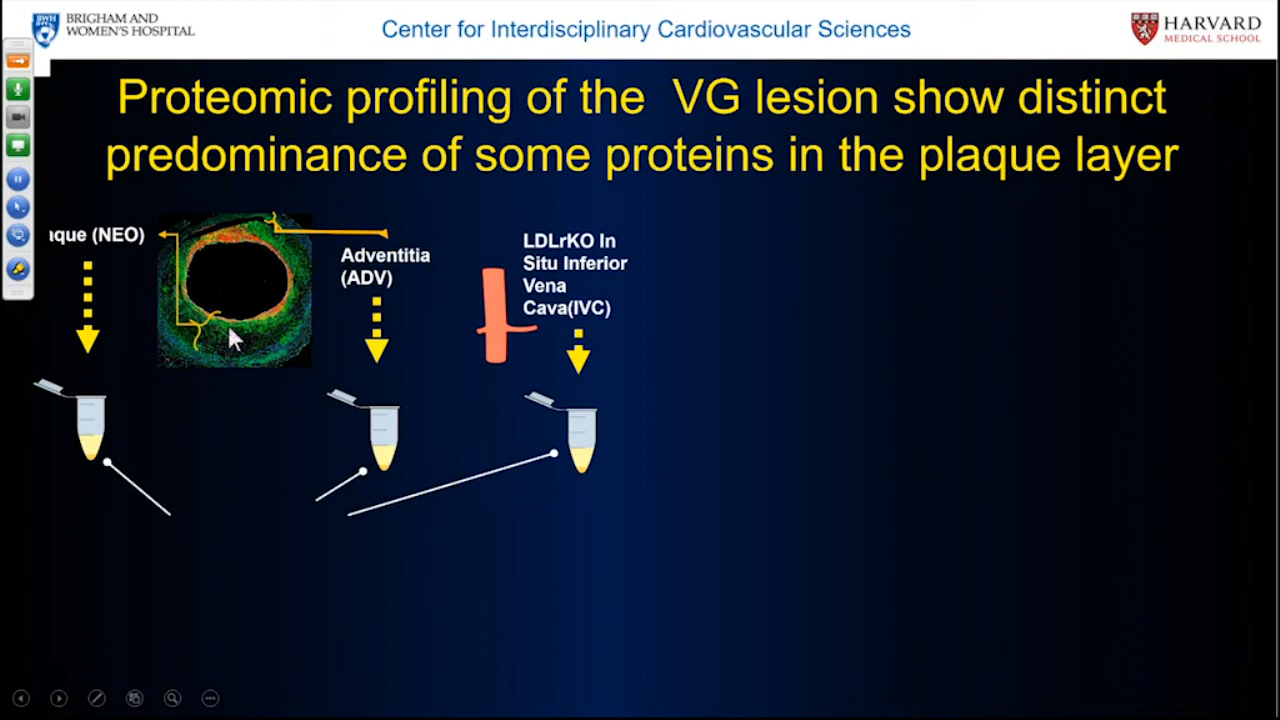 BRIGHAM AND
WOMEN'S HOSPITAL
Center for Interdisciplinary Cardiovascular Sciences
HARVARD
MEDICAL SCHOOL
Proteomic profiling of the VG lesion show distinct
predominance of some proteins in the plaque layer
(NEO)
Adventitia
(ADV)
LDLrKO In
Situ Inferior
Vena
Cava(IVC)